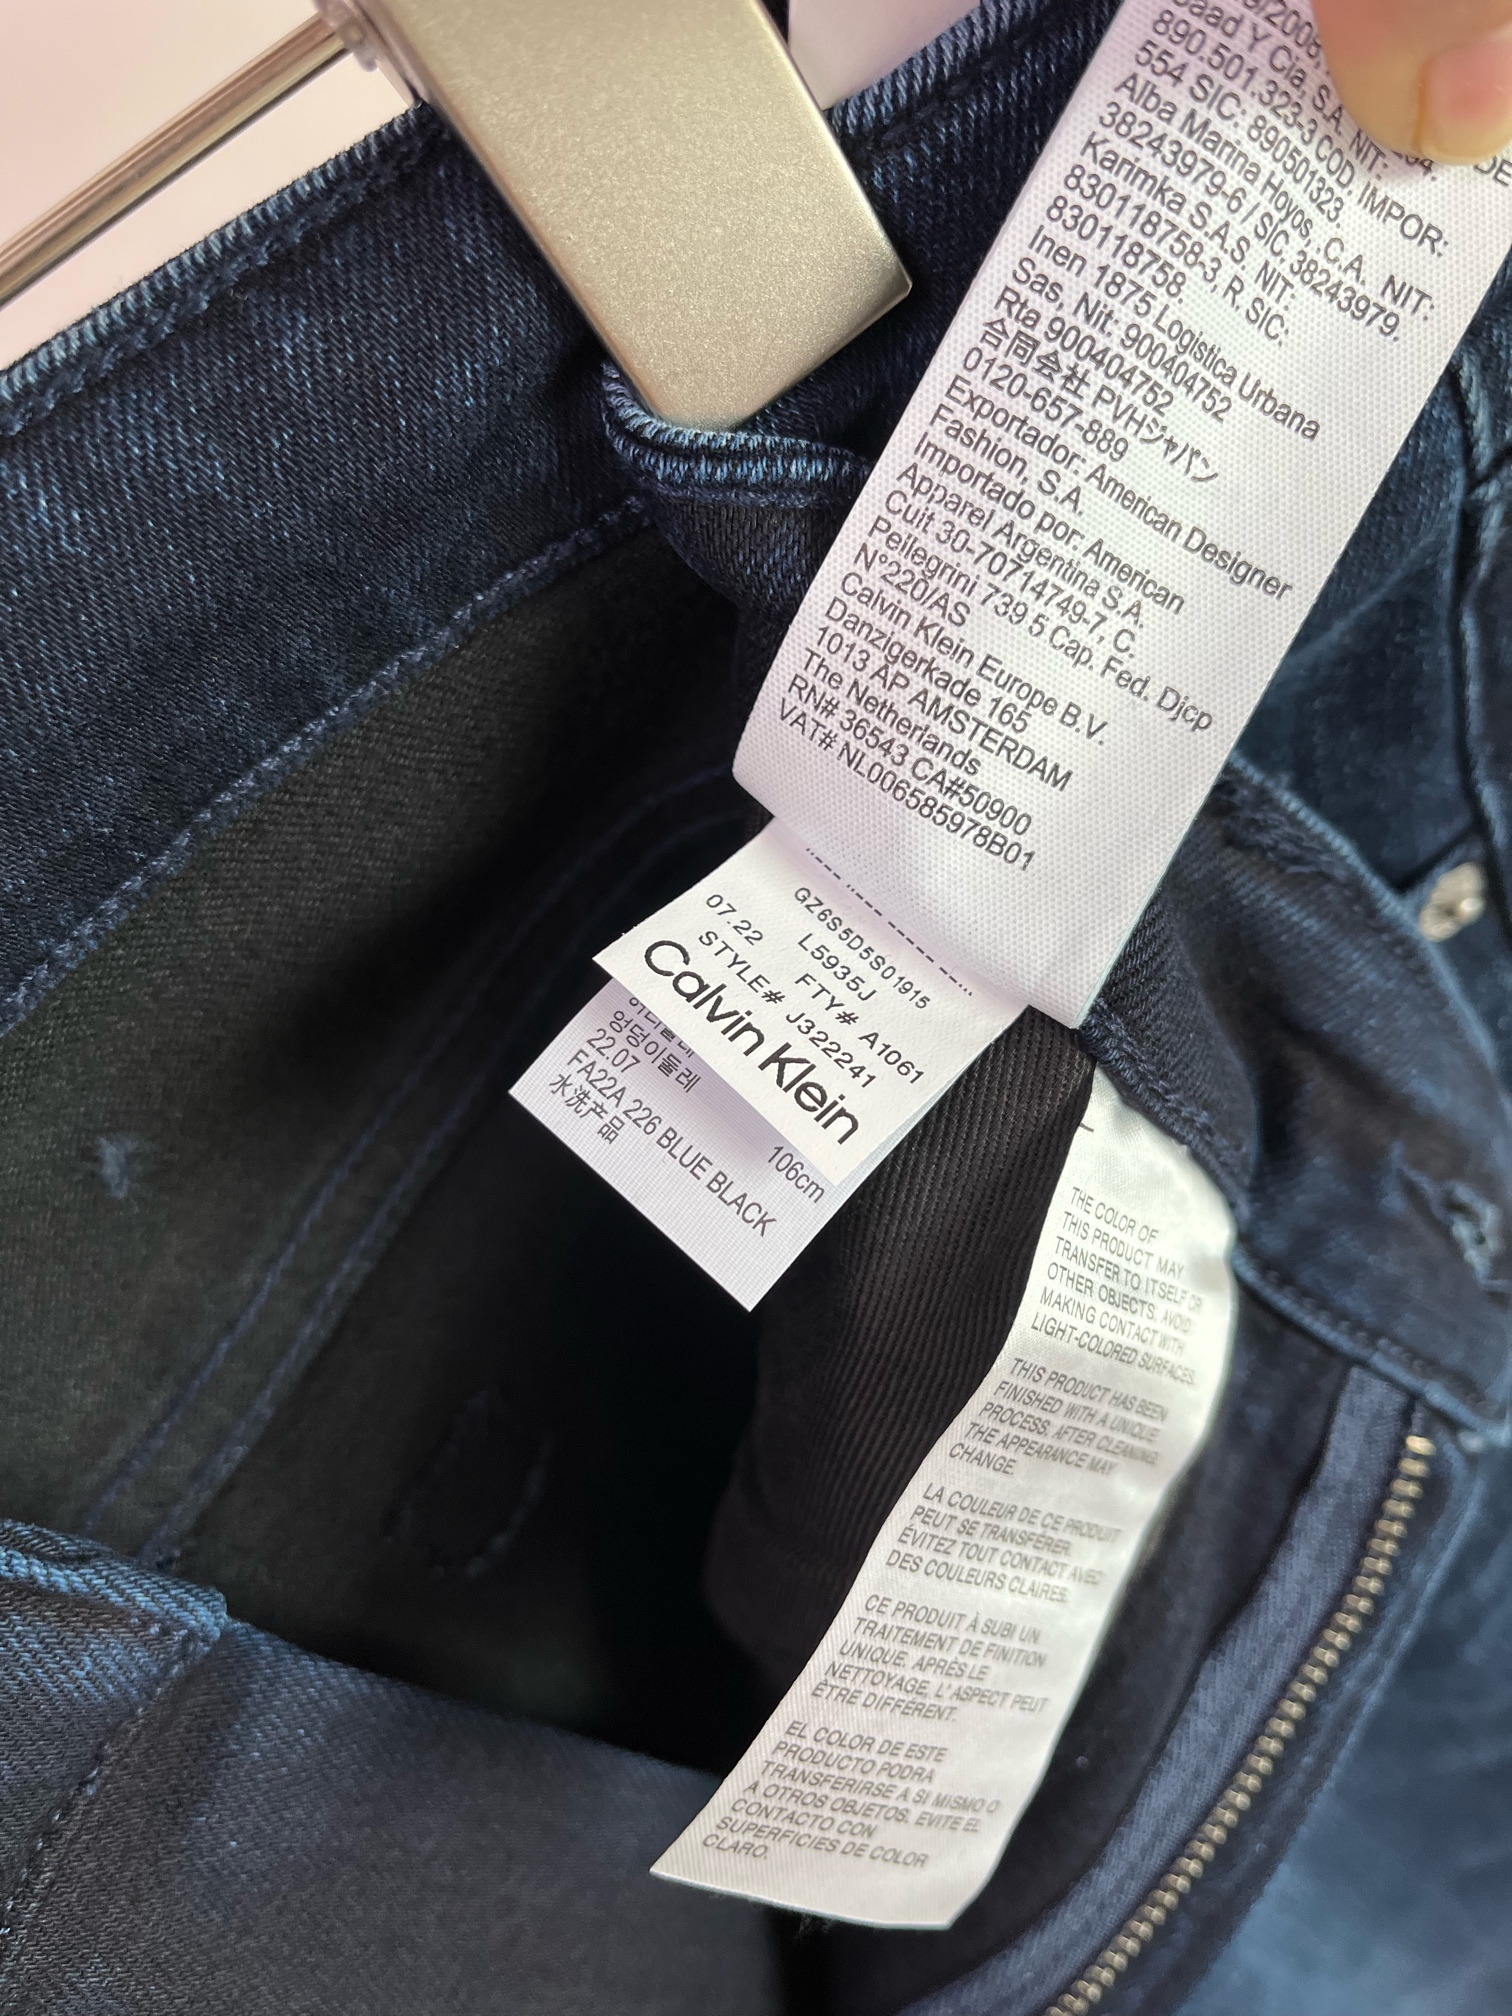 Saad Y Cia, S.A. NIT:
890.501.323-3 COD. IMPOR:
554 SIC: 890501323.
Alba Marina Hoyos, .C.A. NIT:
38243979-6 / SIC, 38243979.
Karimka S.A.S. NIT:
830118758-3, R. SIC:
830118758.
Inen 1875 Logistica Urbana
Sas, Nit: 900404752
Rta 900404752
合同会社 PVHジャパン
0120-657-889
Exportador: American Designer
Fashion, S.A.
Importado por: American
Apparel Argentina S.A.
Cuit 30-70714749-7, C.
Pellegrini 739 5 Cap. Fed. Djcp
N°220/AS
Calvin Klein Europe B.V.
Danzigerkade 165
1013 AP AMSTERDAM
The Netherlands
RN# 36543 CA#50900
VAT# NL006585978B01
GZ6S5D5S01915
07.22 L5935J
FTY# A1061
STYLE# J322241
Calvin Klein
엉덩이둘레 106cm
22.07
FA22A 226 BLUE BLACK
水洗产品
THE COLOR OF
THIS PRODUCT MAY
TRANSFER TO ITSELF OR
OTHER OBJECTS. AVOID
MAKING CONTACT WITH
LIGHT-COLORED SURFACES.
THIS PRODUCT HAS BEEN
FINISHED WITH A UNIQUE
PROCESS. AFTER CLEANING,
THE APPEARANCE MAY
CHANGE.
LA COULEUR DE CE PRODUIT
PEUT SE TRANSFÉRER.
ÉVITEZ TOUT CONTACT AVEC
DES COULEURS CLAIRES.
CE PRODUIT À SUBI UN
TRAITEMENT DE FINITION
UNIQUE. APRÈS LE
NETTOYAGE, L'ASPECT PEUT
ÊTRE DIFFÉRENT.
EL COLOR DE ESTE
PRODUCTO PODRA
TRANSFERIRSE A SI MISMO O
A OTROS OBJETOS. EVITE EL
CONTACTO CON
SUPERFICIES DE COLOR
CLARO.